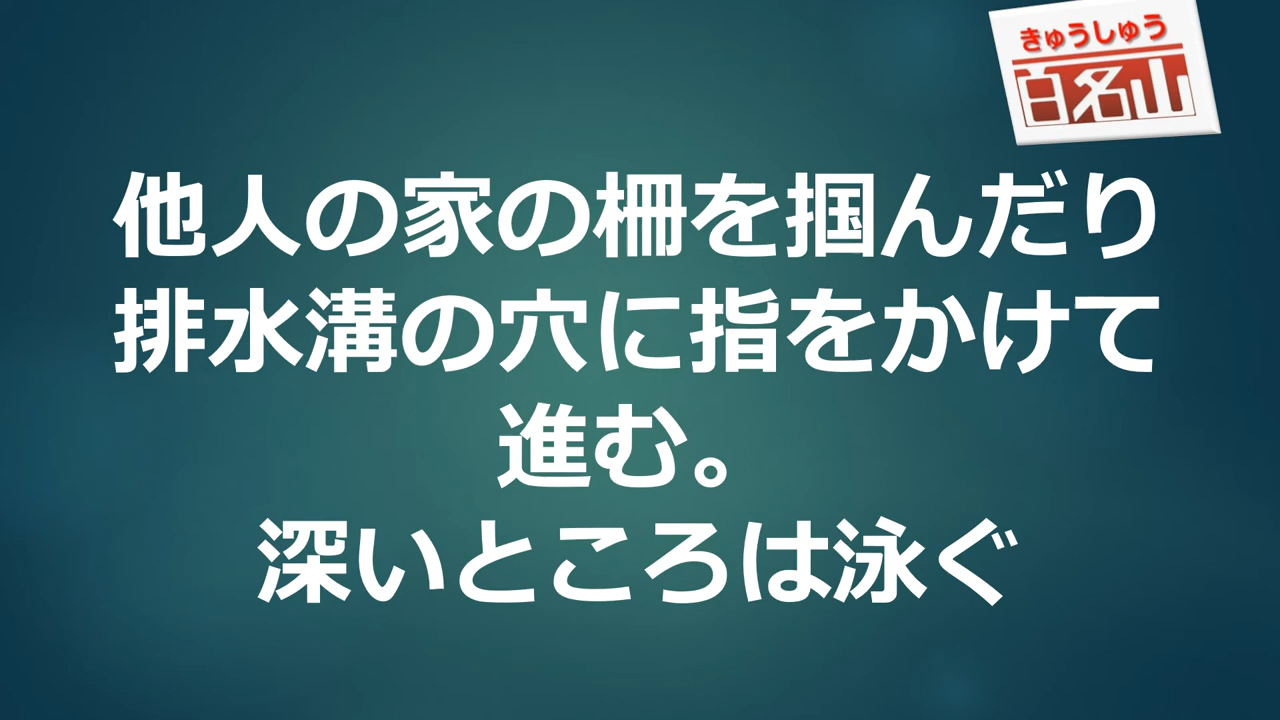 きゅうしゅう
百名山
他人の家の柵を掴んだり
排水溝の穴に指をかけて
進む。
深いところは泳ぐ